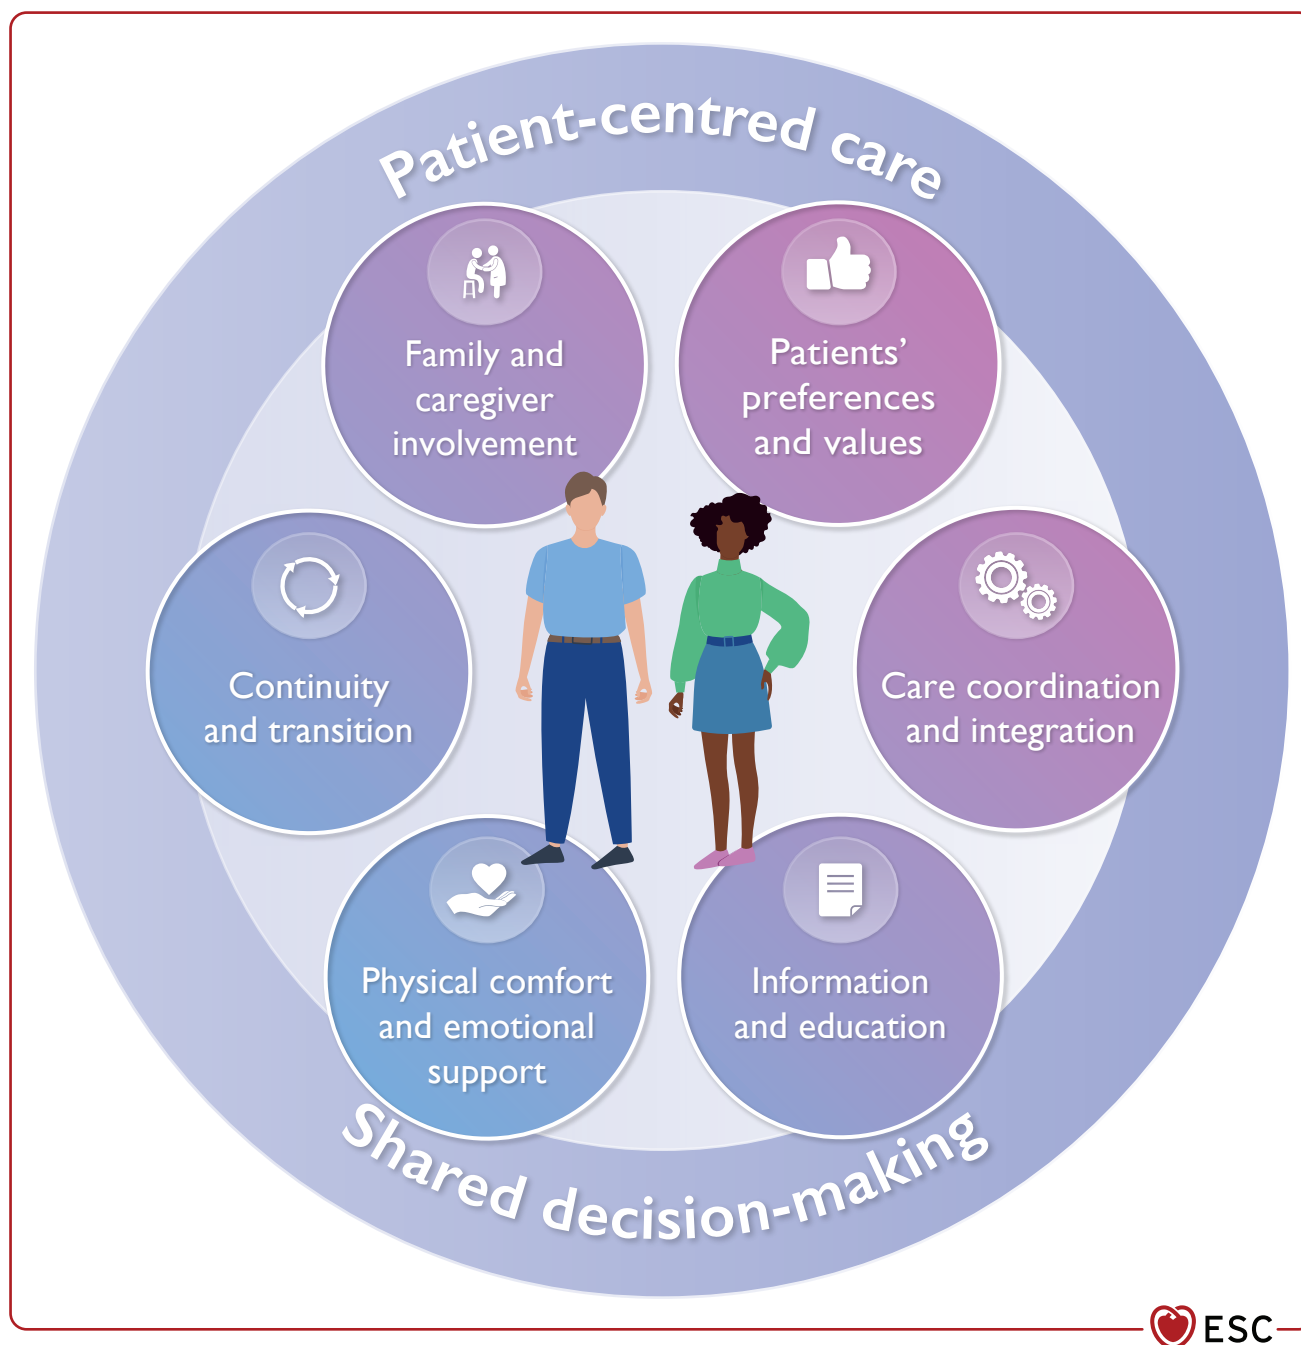 Patient-centred care
Family and
caregiver
involvement
Patients’
preferences
and values
Continuity
and transition
Care coordination
and integration
Physical comfort
and emotional
support
Information
and education
Shared decision-making
ESC